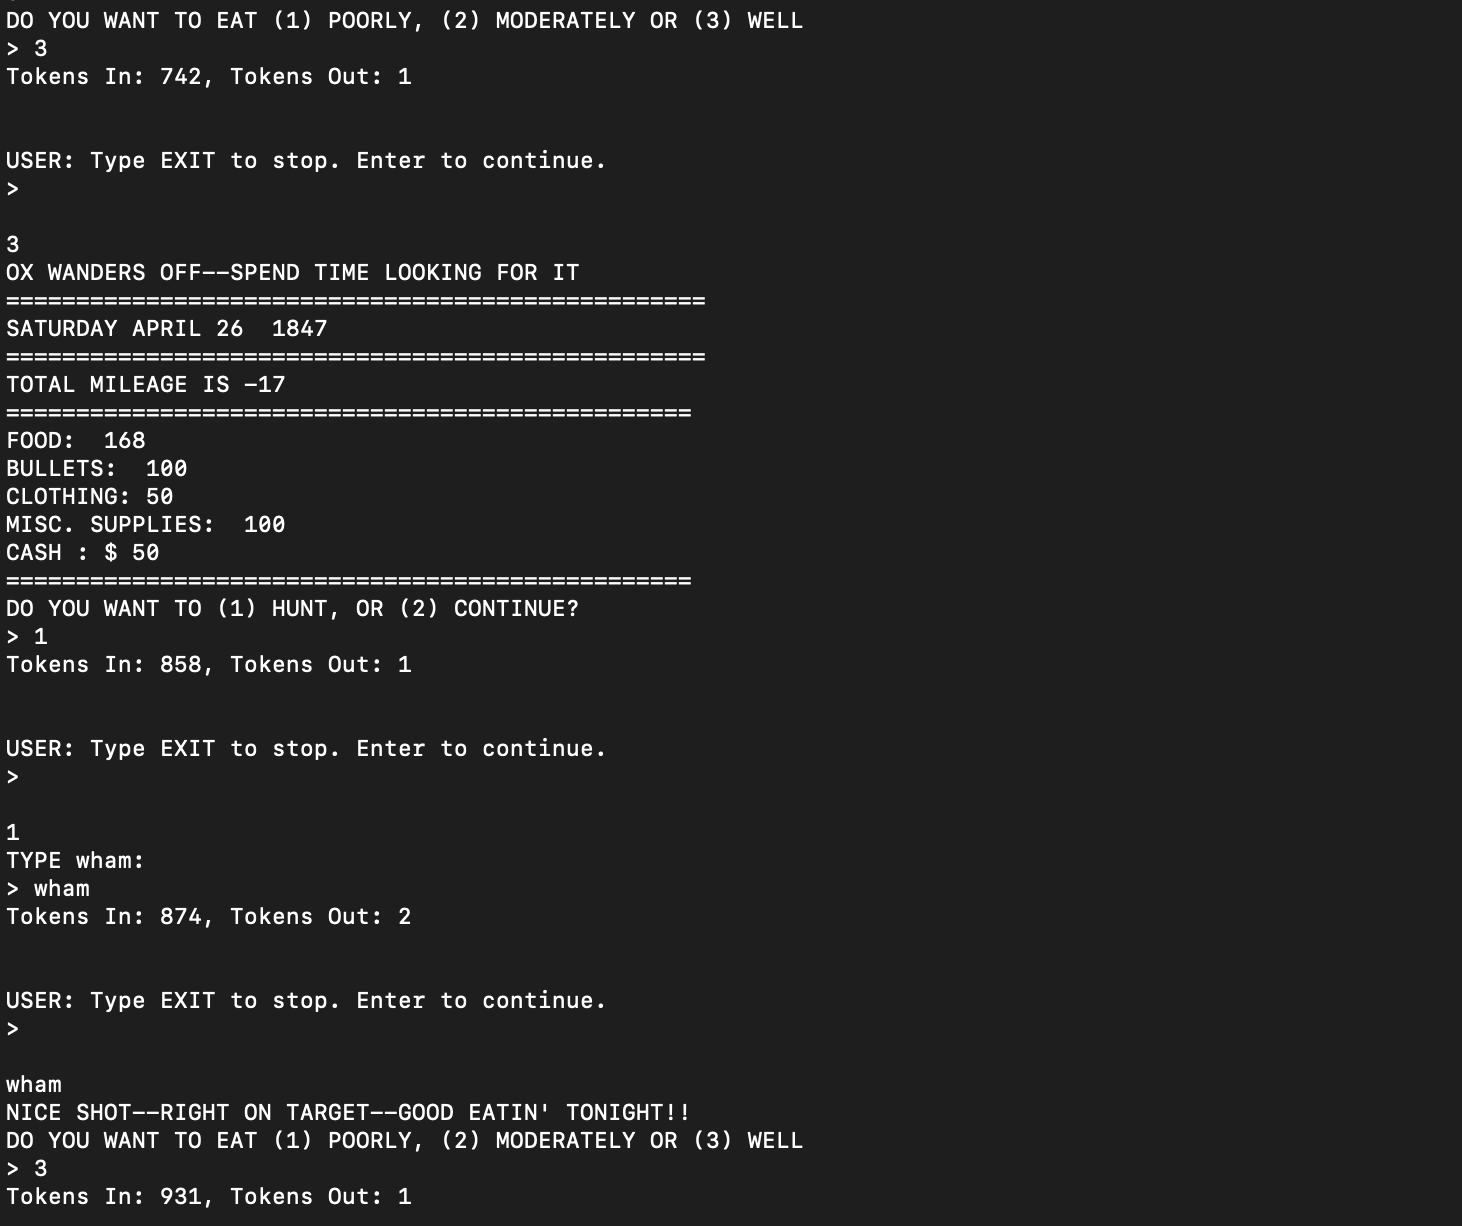 DO YOU WANT TO EAT (1) POORLY, (2) MODERATELY OR (3) WELL
> 3
Tokens In: 742, Tokens Out: 1
USER: Type EXIT to stop. Enter to continue.
>
3
OX WANDERS OFF--SPEND TIME LOOKING FOR IT
==================================================
SATURDAY APRIL 26  1847
==================================================
TOTAL MILEAGE IS -17
=================================================
FOOD:  168
BULLETS:  100
CLOTHING: 50
MISC. SUPPLIES:  100
CASH : $ 50
=================================================
DO YOU WANT TO (1) HUNT, OR (2) CONTINUE?
> 1
Tokens In: 858, Tokens Out: 1
USER: Type EXIT to stop. Enter to continue.
>
1
TYPE wham:
> wham
Tokens In: 874, Tokens Out: 2
USER: Type EXIT to stop. Enter to continue.
>
wham
NICE SHOT--RIGHT ON TARGET--GOOD EATIN' TONIGHT!!
DO YOU WANT TO EAT (1) POORLY, (2) MODERATELY OR (3) WELL
> 3
Tokens In: 931, Tokens Out: 1